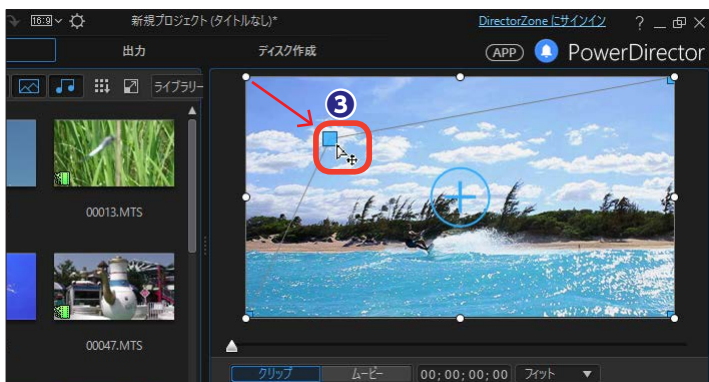 16:9 新規プロジェクト (タイトルなし)* DirectorZone にサインイン ?
出力 ディスク作成 APP PowerDirector
ライブラリー
3
00013.MTS
00047.MTS
クリップ ムービー 00;00;00;00 フィット